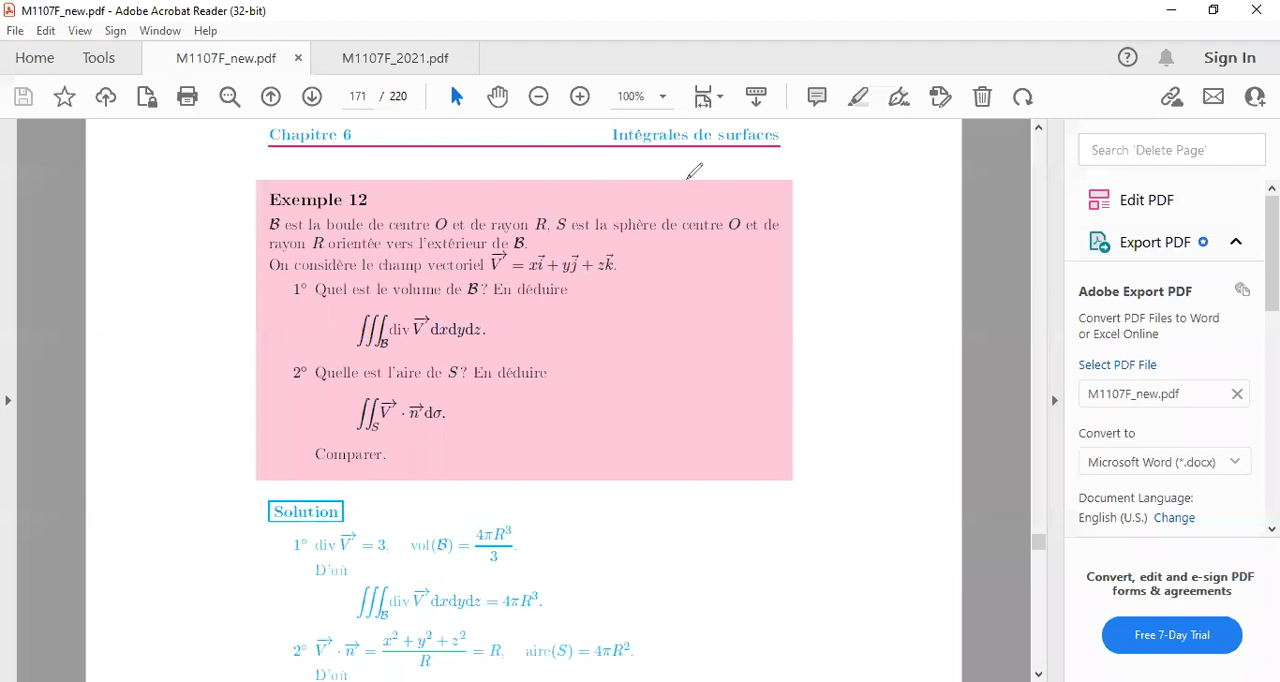 M1107F_new.pdf - Adobe Acrobat Reader (32-bit)
File Edit View Sign Window Help
Home Tools M1107F_new.pdf × M1107F_2021.pdf Sign In
171 / 220 100%
Chapitre 6 Intégrales de surfaces
Exemple 12
ℬ est la boule de centre O et de rayon R, S est la sphère de centre O et de
rayon R orientée vers l'extérieur de ℬ.
On considère le champ vectoriel V⃗ = xi⃗ + yj⃗ + zk⃗.
1° Quel est le volume de ℬ ? En déduire
∭_ℬ div V⃗ dxdydz.
2° Quelle est l'aire de S ? En déduire
∬_S V⃗ · n⃗ dσ.
Comparer.
Solution
1° div V⃗ = 3, vol(ℬ) = 4πR³/3.
D'où
∭_ℬ div V⃗ dxdydz = 4πR³.
2° V⃗ · n⃗ = (x² + y² + z²)/R = R, aire(S) = 4πR².
D'où
Search 'Delete Page'
Edit PDF
Export PDF
Adobe Export PDF
Convert PDF Files to Word
or Excel Online
Select PDF File
M1107F_new.pdf
Convert to
Microsoft Word (*.docx)
Document Language:
English (U.S.) Change
Convert, edit and e-sign PDF
forms & agreements
Free 7-Day Trial